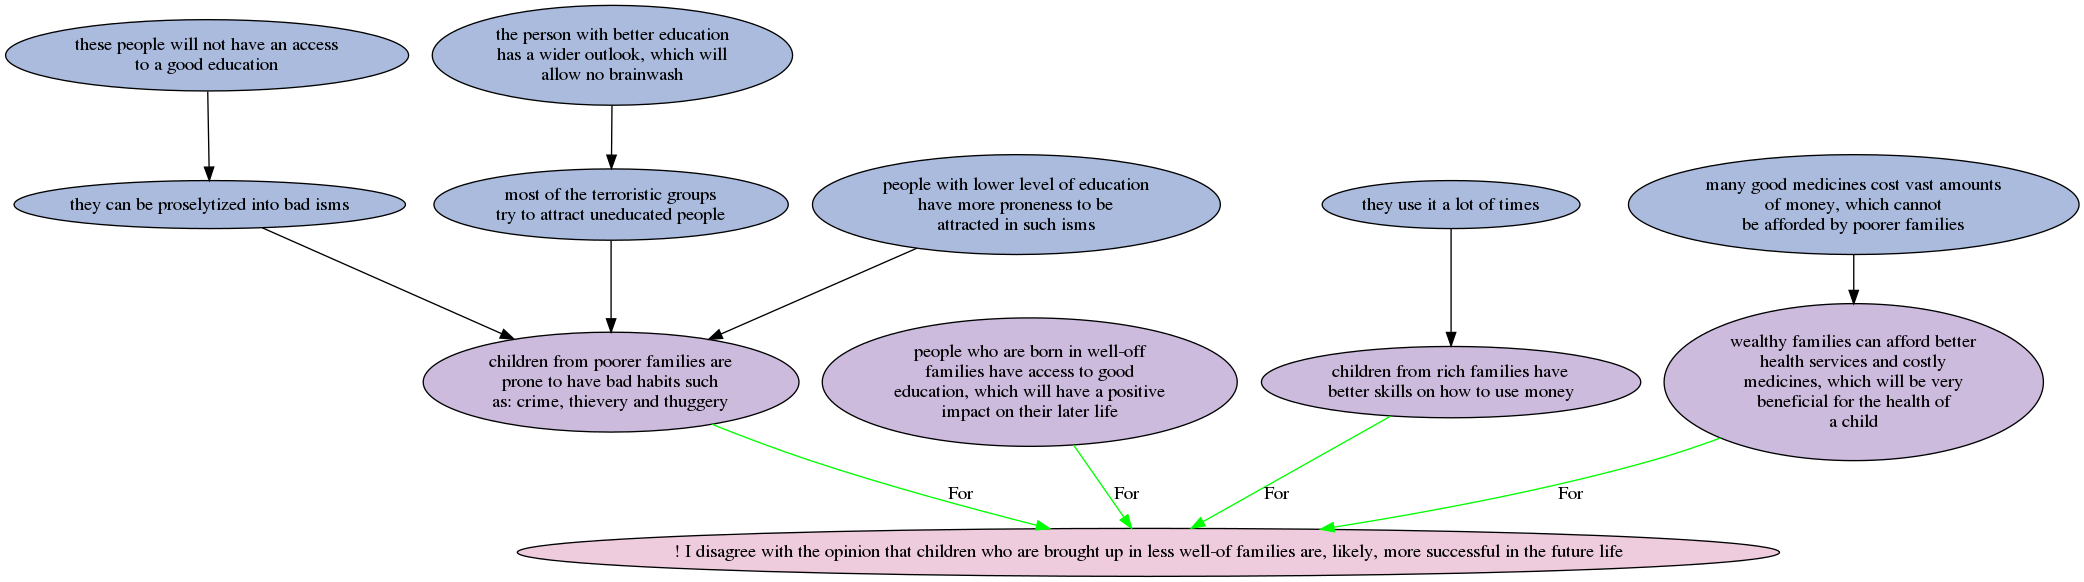 these people will not have an access
to a good education
the person with better education
has a wider outlook, which will
allow no brainwash
they can be proselytized into bad isms
most of the terroristic groups
try to attract uneducated people
people with lower level of education
have more proneness to be
attracted in such isms
they use it a lot of times
many good medicines cost vast amounts
of money, which cannot
be afforded by poorer families
children from poorer families are
prone to have bad habits such
as: crime, thievery and thuggery
people who are born in well-off
families have access to good
education, which will have a positive
impact on their later life
children from rich families have
better skills on how to use money
wealthy families can afford better
health services and costly
medicines, which will be very
beneficial for the health of
a child
For
For
For
For
! I disagree with the opinion that children who are brought up in less well-of families are, likely, more successful in the future life